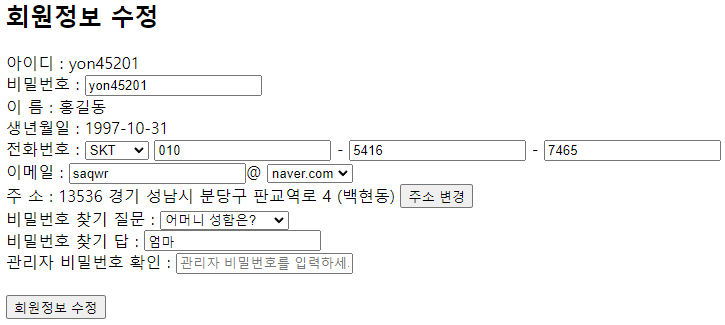 회원정보 수정
아이디 : yon45201
비밀번호 : yon45201
이 름 : 홍길동
생년월일 : 1997-10-31
전화번호 : SKT 010 - 5416 - 7465
이메일 : saqwr @ naver.com
주 소 : 13536 경기 성남시 분당구 판교역로 4 (백현동) 주소 변경
비밀번호 찾기 질문 : 어머니 성함은?
비밀번호 찾기 답 : 엄마
관리자 비밀번호 확인 : 관리자 비밀번호를 입력하세.
회원정보 수정